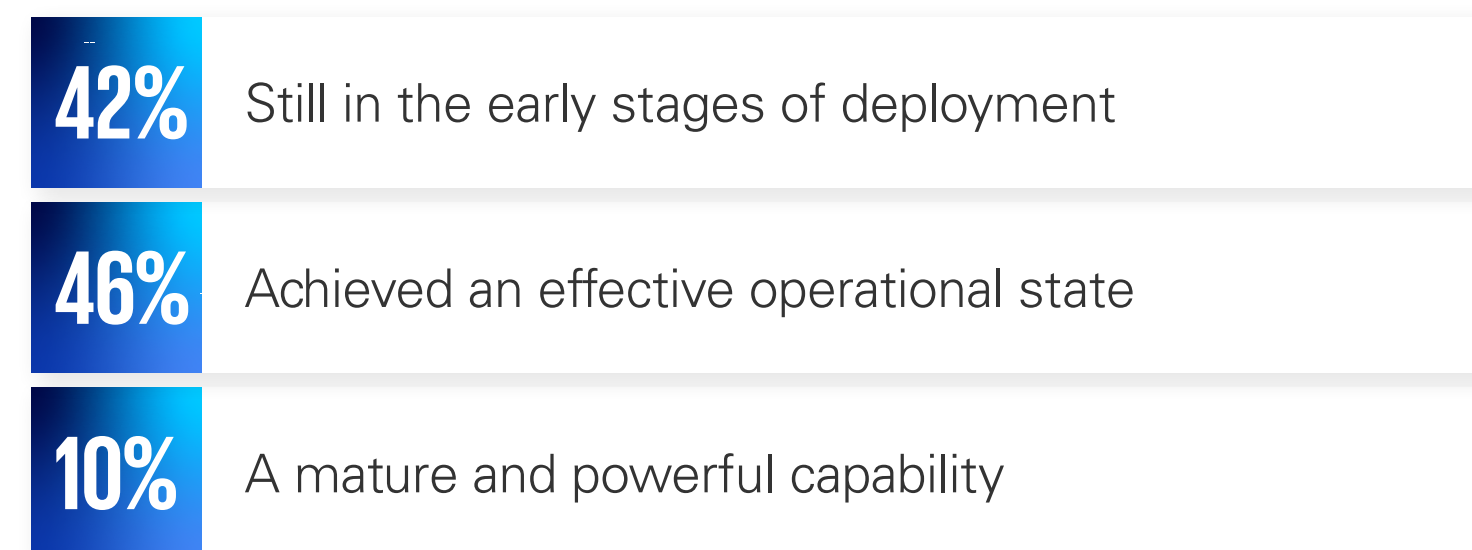 42% Still in the early stages of deployment
46% Achieved an effective operational state
10% A mature and powerful capability